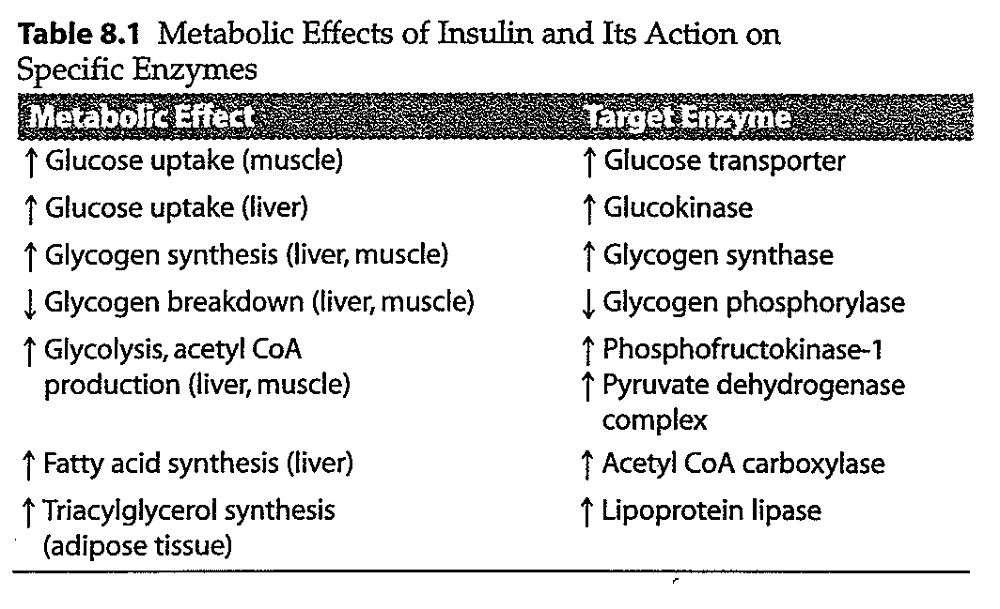 Table 8.1 Metabolic Effects of Insulin and Its Action on
Specific Enzymes
Metabolic Effect Target Enzyme
↑ Glucose uptake (muscle) ↑ Glucose transporter
↑ Glucose uptake (liver) ↑ Glucokinase
↑ Glycogen synthesis (liver, muscle) ↑ Glycogen synthase
↓ Glycogen breakdown (liver, muscle) ↓ Glycogen phosphorylase
↑ Glycolysis, acetyl CoA ↑ Phosphofructokinase-1
production (liver, muscle) ↑ Pyruvate dehydrogenase
complex
↑ Fatty acid synthesis (liver) ↑ Acetyl CoA carboxylase
↑ Triacylglycerol synthesis ↑ Lipoprotein lipase
(adipose tissue)